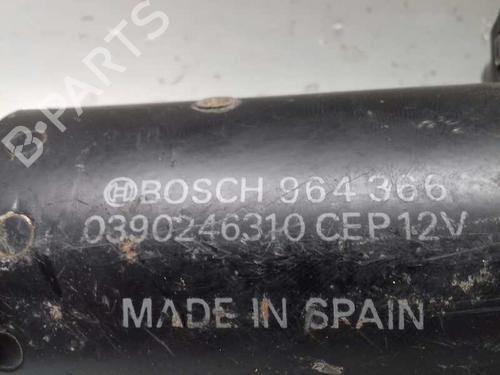 B-PARTS
BOSCH 964 366
0390246310 CEP 12V
MADE IN SPAIN